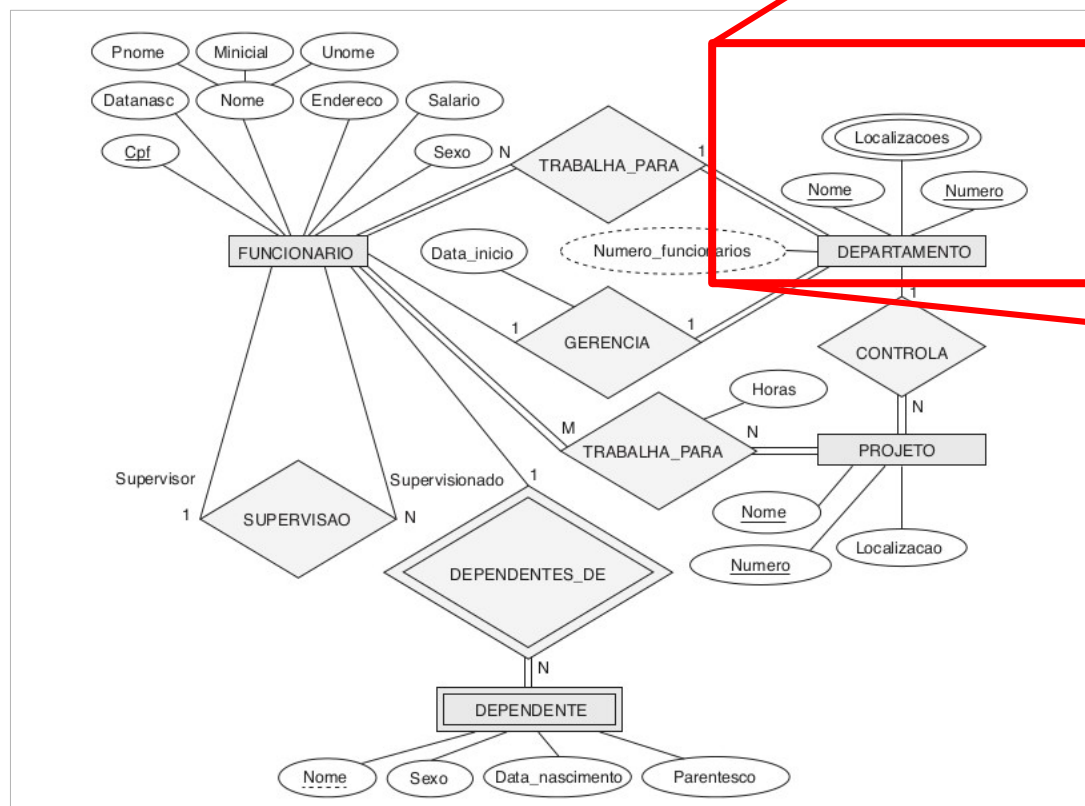 Pnome Minicial Unome
Datanasc Nome Endereco Salario
Cpf Sexo
N TRABALHA_PARA 1
Localizacoes
Nome Numero
FUNCIONARIO Data_inicio Numero_funcionarios DEPARTAMENTO
1 GERENCIA 1
1
CONTROLA
N
Horas
M TRABALHA_PARA N PROJETO
Supervisor Supervisionado 1
1 SUPERVISAO N
Nome
Numero Localizacao
DEPENDENTES_DE
N
DEPENDENTE
Nome Sexo Data_nascimento Parentesco